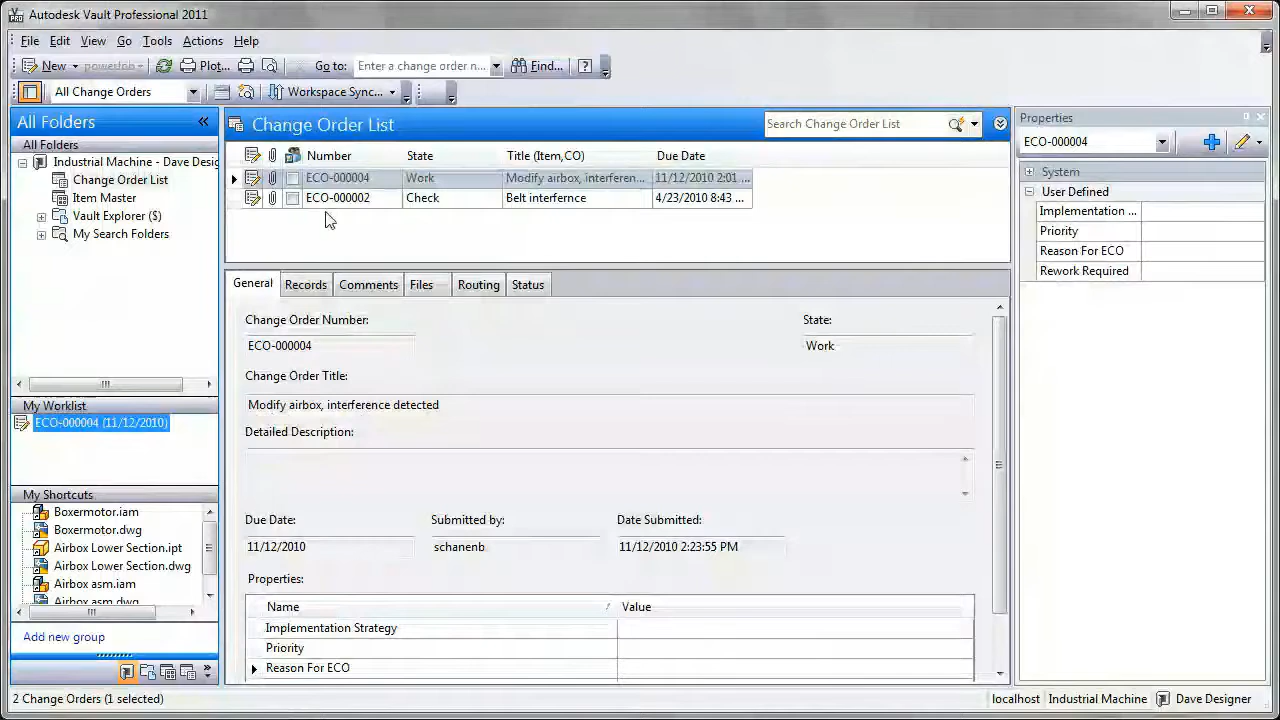 Autodesk Vault Professional 2011
File Edit View Go Tools Actions Help
New powerjob Plot... Go to: Enter a change order n... Find...
All Change Orders Workspace Sync...
All Folders
All Folders
Industrial Machine - Dave Desig
Change Order List
Item Master
Vault Explorer ($)
My Search Folders
My Worklist
ECO-000004 (11/12/2010)
My Shortcuts
Boxermotor.iam
Boxermotor.dwg
Airbox Lower Section.ipt
Airbox Lower Section.dwg
Airbox asm.iam
Airbox asm.dwg
Add new group
Change Order List Search Change Order List
Number State Title (Item,CO) Due Date
ECO-000004 Work Modify airbox, interferen... 11/12/2010 2:01 ...
ECO-000002 Check Belt interfernce 4/23/2010 8:43 ...
General Records Comments Files Routing Status
Change Order Number: State:
ECO-000004 Work
Change Order Title:
Modify airbox, interference detected
Detailed Description:
Due Date: Submitted by: Date Submitted:
11/12/2010 schanenb 11/12/2010 2:23:55 PM
Properties:
Name Value
Implementation Strategy
Priority
Reason For ECO
Properties
ECO-000004
System
User Defined
Implementation ...
Priority
Reason For ECO
Rework Required
2 Change Orders (1 selected) localhost Industrial Machine Dave Designer